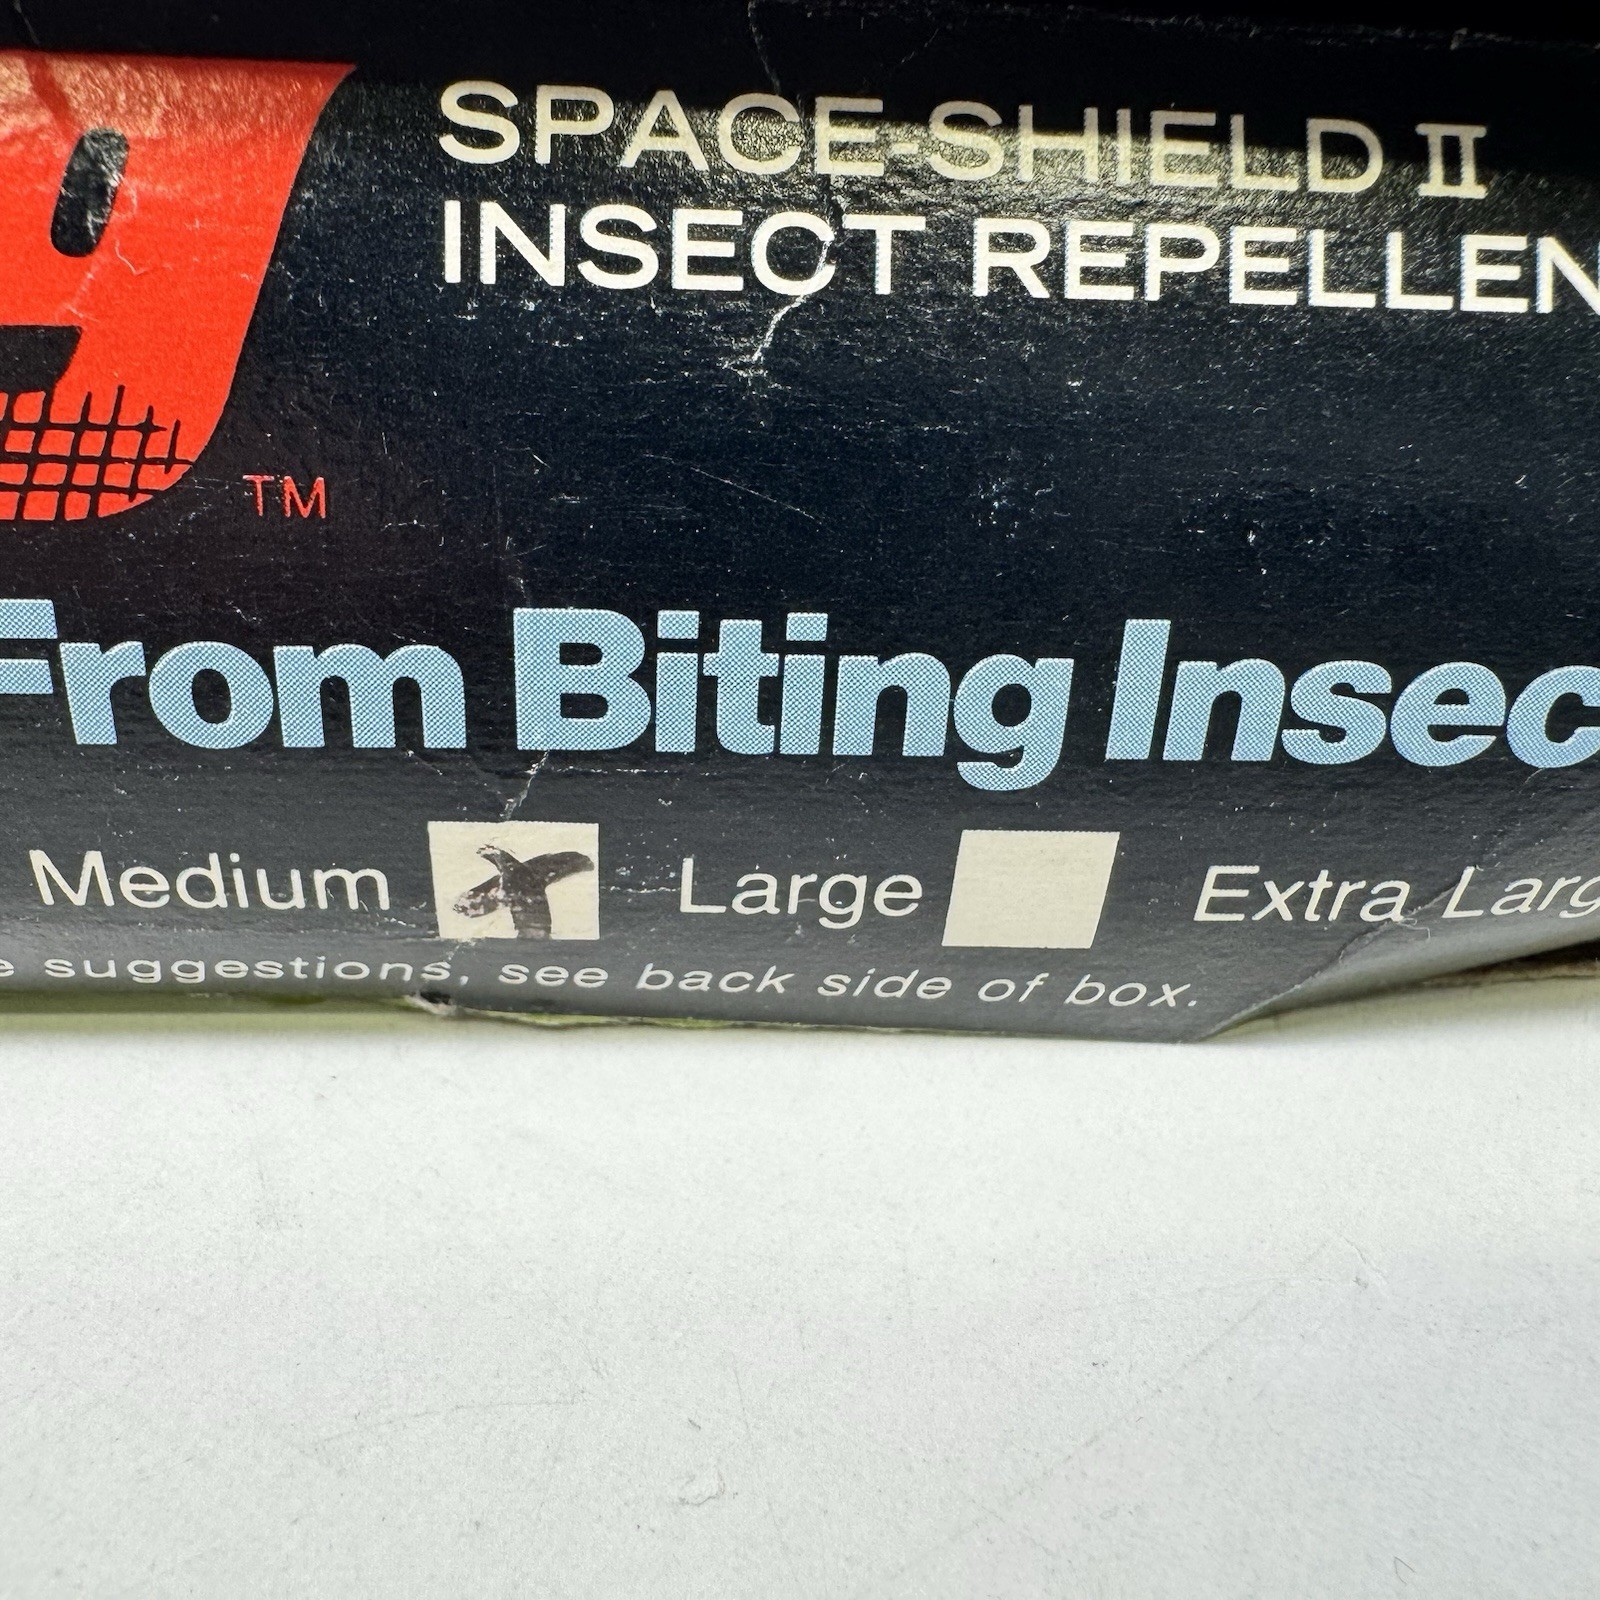 9
TM
SPACE-SHIELD II
INSECT REPELLEN
From Biting Insec
Medium Large Extra Larg
e suggestions, see back side of box.